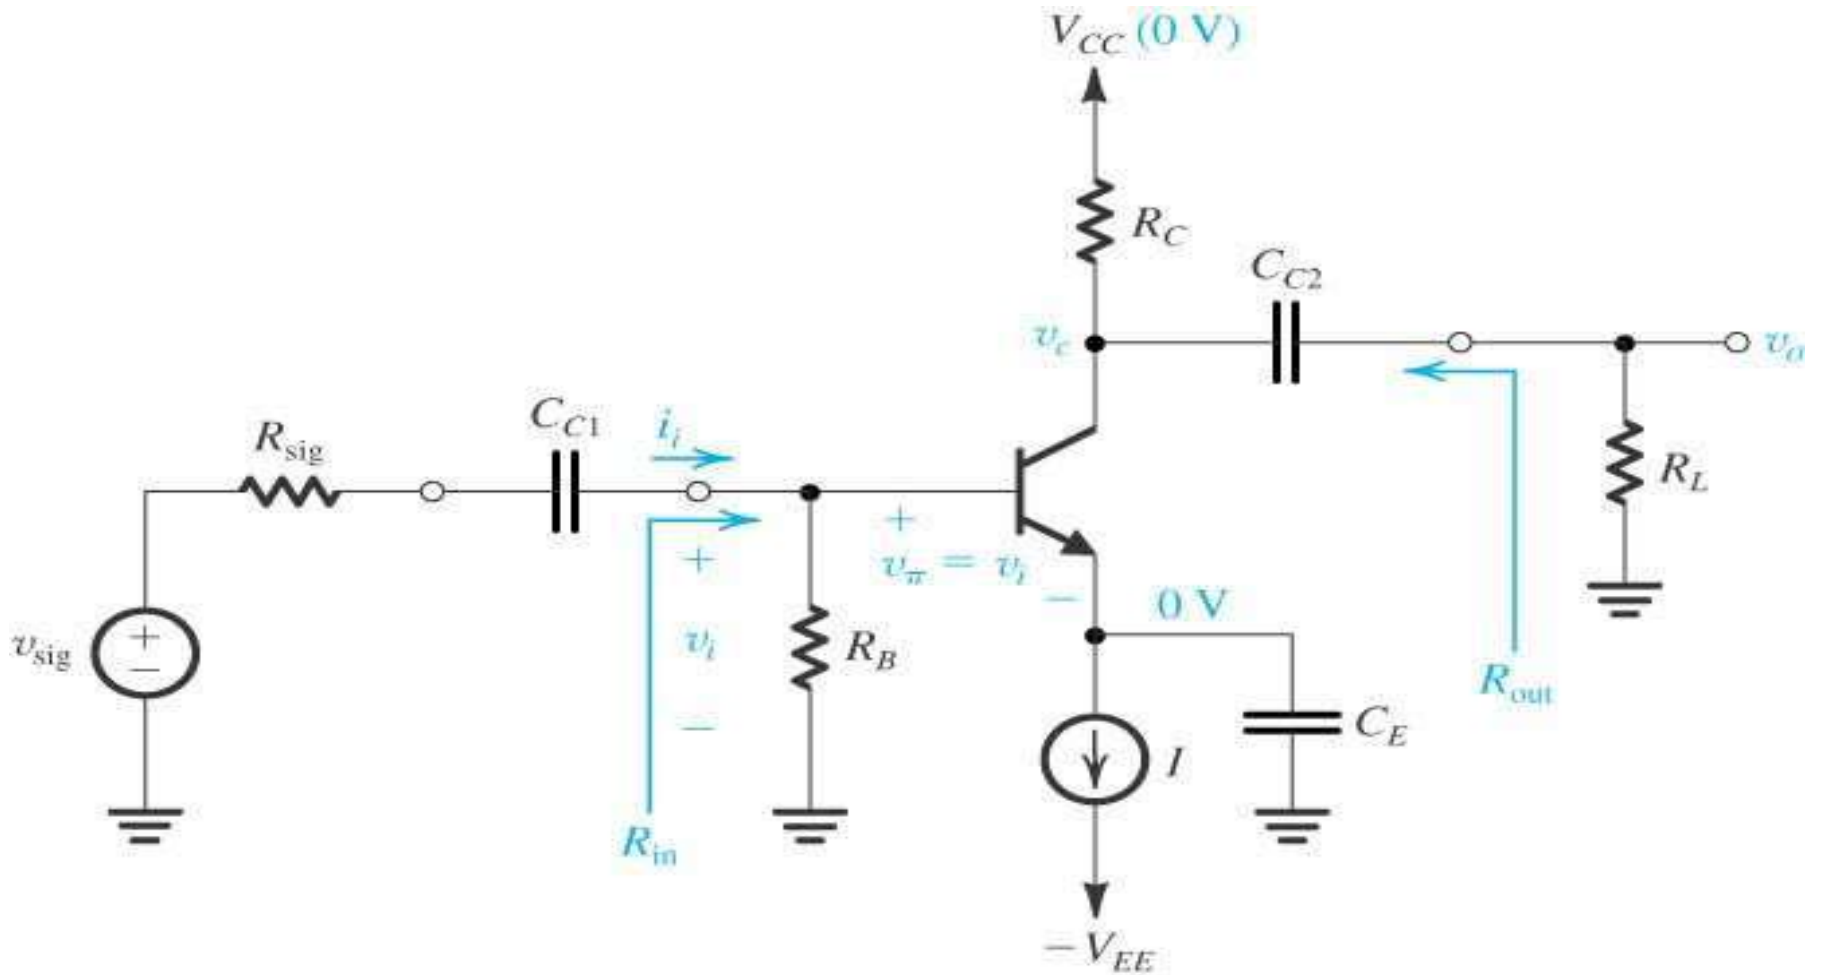 V_CC (0 V)
R_C
C_C2
v_c
v_o
C_C1
i_i
R_sig
R_L
+
v_π = v_i
−
0 V
+
v_sig
+
−
v_i
R_B
−
R_out
C_E
I
R_in
−V_EE